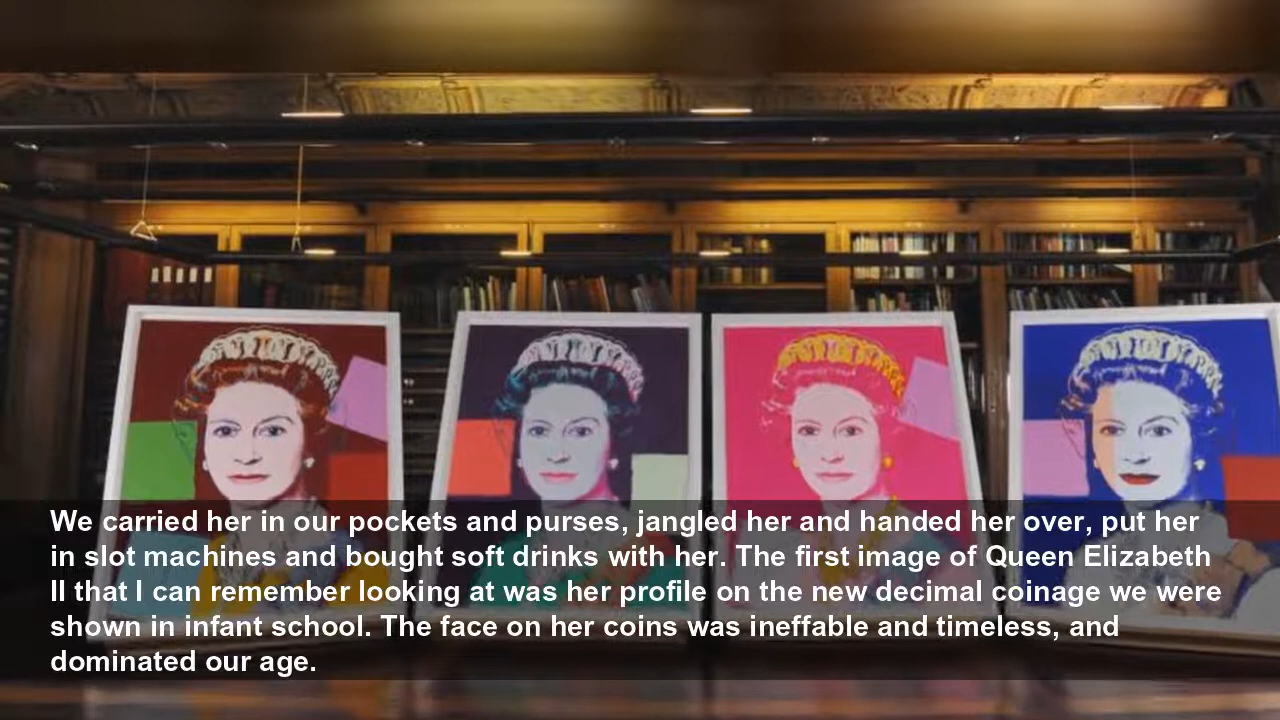 We carried her in our pockets and purses, jangled her and handed her over, put her
in slot machines and bought soft drinks with her. The first image of Queen Elizabeth
II that I can remember looking at was her profile on the new decimal coinage we were
shown in infant school. The face on her coins was ineffable and timeless, and
dominated our age.